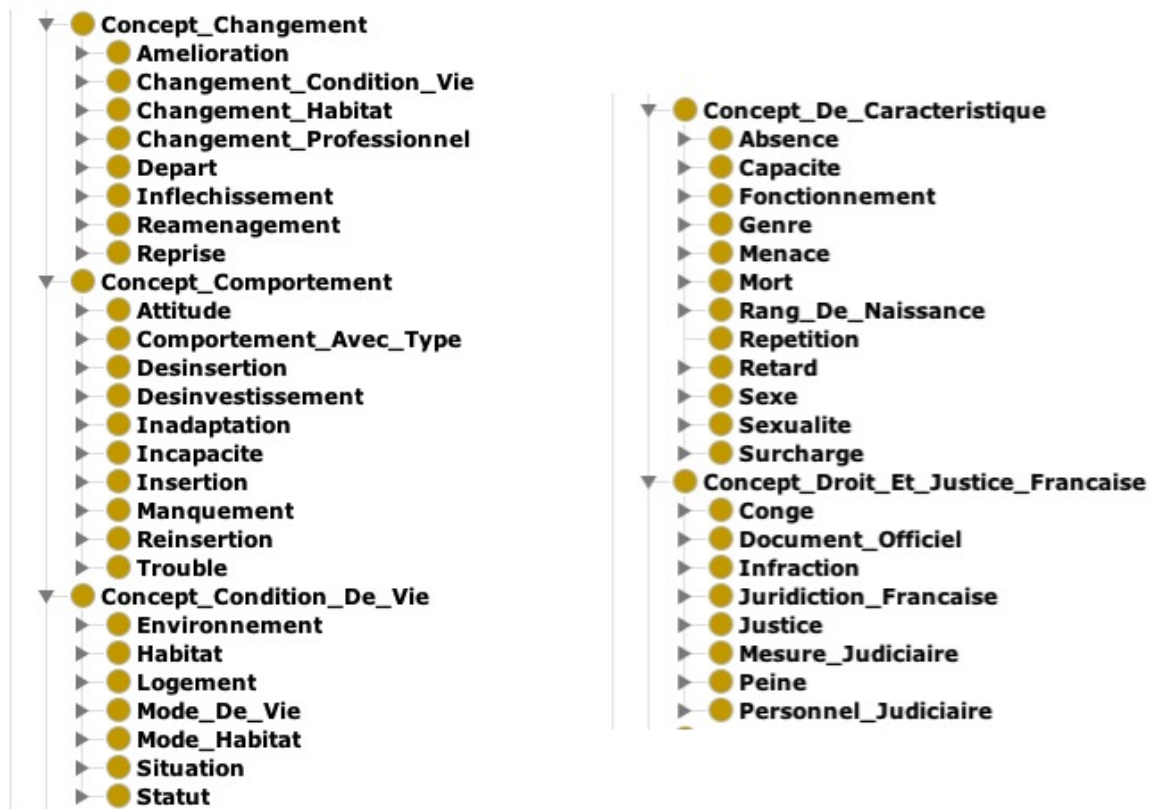 Concept_Changement
Amelioration
Changement_Condition_Vie
Changement_Habitat
Changement_Professionnel
Depart
Inflechissement
Reamenagement
Reprise
Concept_Comportement
Attitude
Comportement_Avec_Type
Desinsertion
Desinvestissement
Inadaptation
Incapacite
Insertion
Manquement
Reinsertion
Trouble
Concept_Condition_De_Vie
Environnement
Habitat
Logement
Mode_De_Vie
Mode_Habitat
Situation
Statut
Concept_De_Caracteristique
Absence
Capacite
Fonctionnement
Genre
Menace
Mort
Rang_De_Naissance
Repetition
Retard
Sexe
Sexualite
Surcharge
Concept_Droit_Et_Justice_Francaise
Conge
Document_Officiel
Infraction
Juridiction_Francaise
Justice
Mesure_Judiciaire
Peine
Personnel_Judiciaire